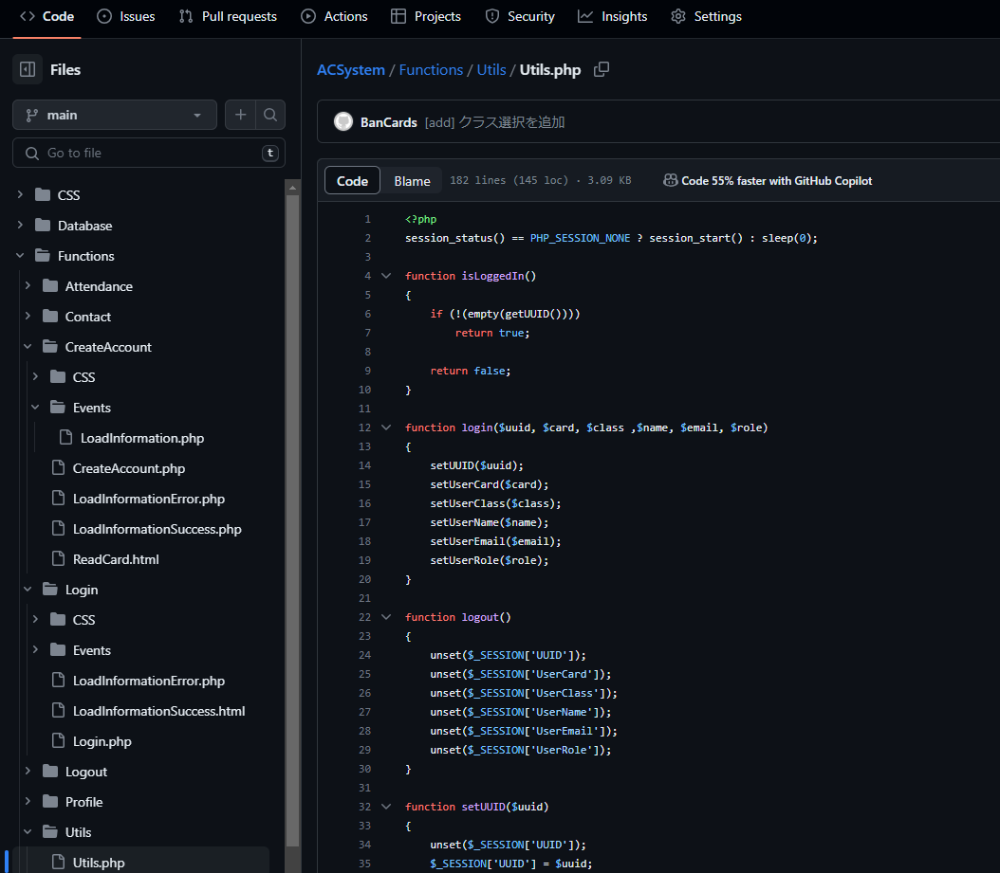 Code
Issues
Pull requests
Actions
Projects
Security
Insights
Settings
Files
main
Go to file
t
CSS
Database
Functions
Attendance
Contact
CreateAccount
CSS
Events
LoadInformation.php
CreateAccount.php
LoadInformationError.php
LoadInformationSuccess.php
ReadCard.html
Login
CSS
Events
LoadInformationError.php
LoadInformationSuccess.html
Login.php
Logout
Profile
Utils
Utils.php
ACSystem / Functions / Utils / Utils.php
BanCards [add] クラス選択を追加
Code Blame 182 lines (145 loc) · 3.09 KB Code 55% faster with GitHub Copilot
1 <?php
2 session_status() == PHP_SESSION_NONE ? session_start() : sleep(0);
3
4 function isLoggedIn()
5 {
6     if (!(empty(getUUID())))
7         return true;
8
9     return false;
10 }
11
12 function login($uuid, $card, $class ,$name, $email, $role)
13 {
14     setUUID($uuid);
15     setUserCard($card);
16     setUserClass($class);
17     setUserName($name);
18     setUserEmail($email);
19     setUserRole($role);
20 }
21
22 function logout()
23 {
24     unset($_SESSION['UUID']);
25     unset($_SESSION['UserCard']);
26     unset($_SESSION['UserClass']);
27     unset($_SESSION['UserName']);
28     unset($_SESSION['UserEmail']);
29     unset($_SESSION['UserRole']);
30 }
31
32 function setUUID($uuid)
33 {
34     unset($_SESSION['UUID']);
35     $_SESSION['UUID'] = $uuid;